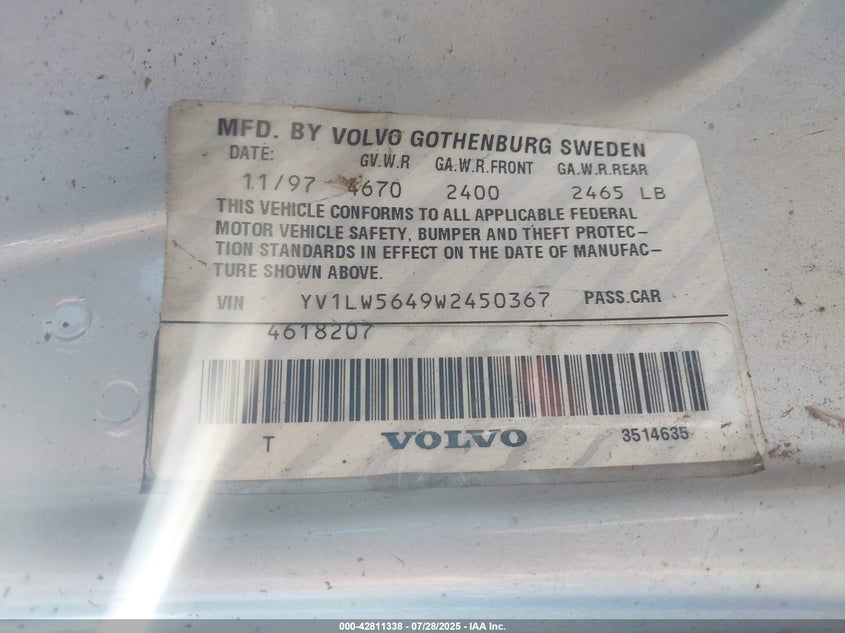 MFD. BY VOLVO GOTHENBURG SWEDEN
DATE: GV.W.R GA.W.R.FRONT GA.W.R.REAR
11/97 4670 2400 2465 LB
THIS VEHICLE CONFORMS TO ALL APPLICABLE FEDERAL
MOTOR VEHICLE SAFETY, BUMPER AND THEFT PROTEC-
TION STANDARDS IN EFFECT ON THE DATE OF MANUFAC-
TURE SHOWN ABOVE.
VIN YV1LW5649W2450367 PASS.CAR
4618207
T VOLVO 3514635
000-42811338 | 07/28/2025 - IAA Inc.